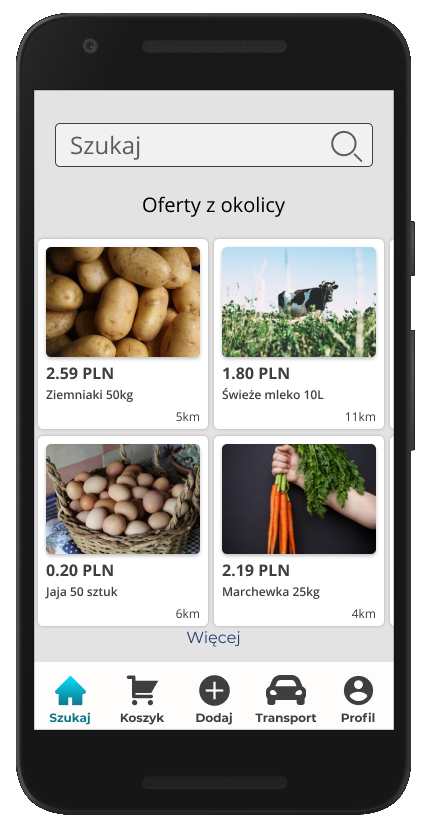 Szukaj
Oferty z okolicy
2.59 PLN
Ziemniaki 50kg
5km
1.80 PLN
Świeże mleko 10L
11km
0.20 PLN
Jaja 50 sztuk
6km
2.19 PLN
Marchewka 25kg
4km
Więcej
Szukaj
Koszyk
Dodaj
Transport
Profil